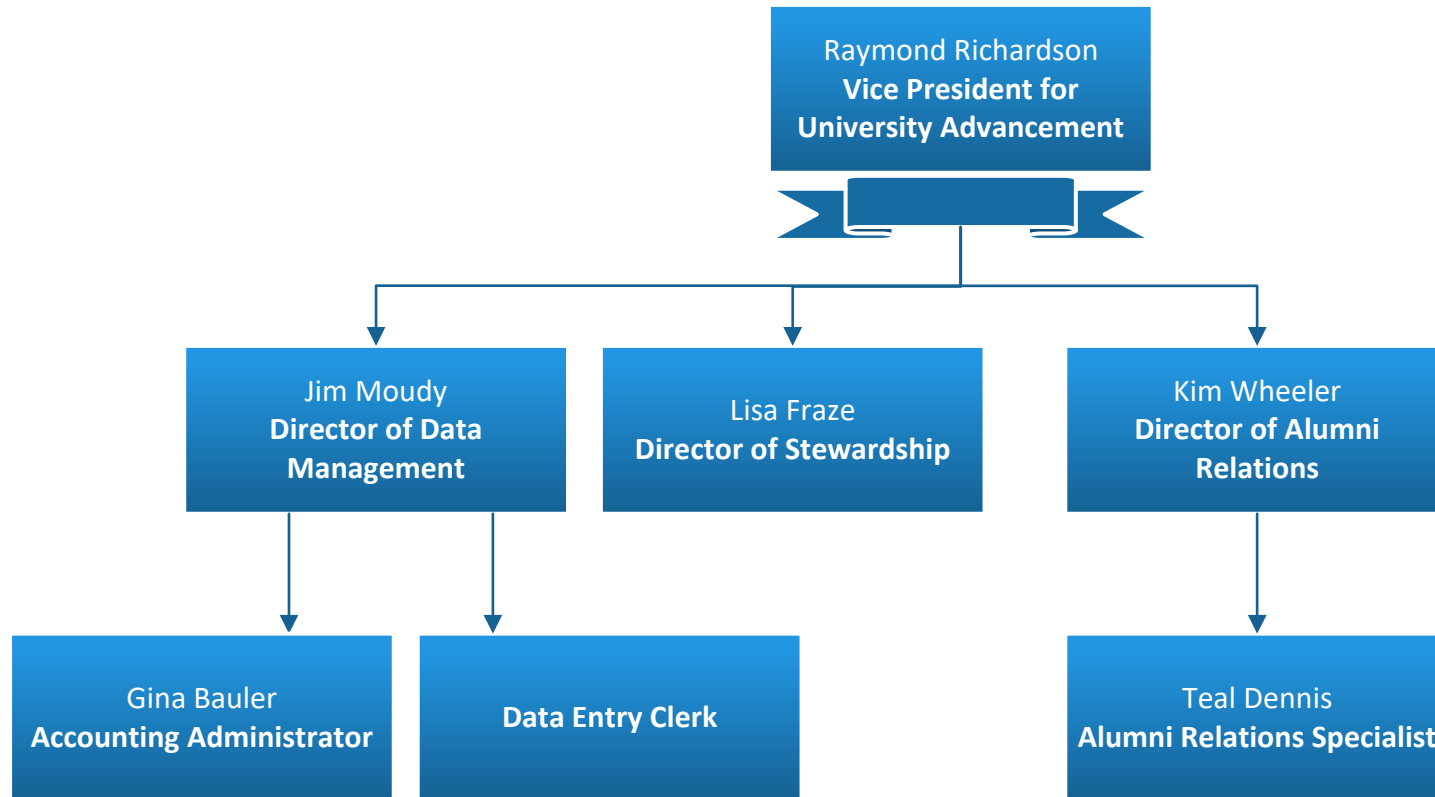 Raymond Richardson
Vice President for
University Advancement
Jim Moudy
Director of Data
Management
Lisa Fraze
Director of Stewardship
Kim Wheeler
Director of Alumni
Relations
Gina Bauler
Accounting Administrator
Data Entry Clerk
Teal Dennis
Alumni Relations Specialist